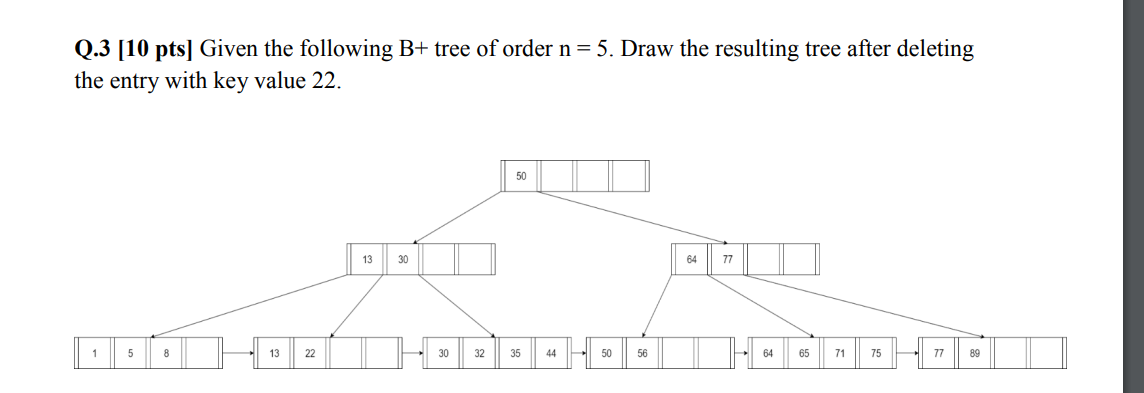 Q.3 [10 pts] Given the following B+ tree of order n = 5. Draw the resulting tree after deleting
the entry with key value 22.
50
13 30
64 77
1 5 8
13 22
30 32 35 44
50 56
64 65 71 75
77 89